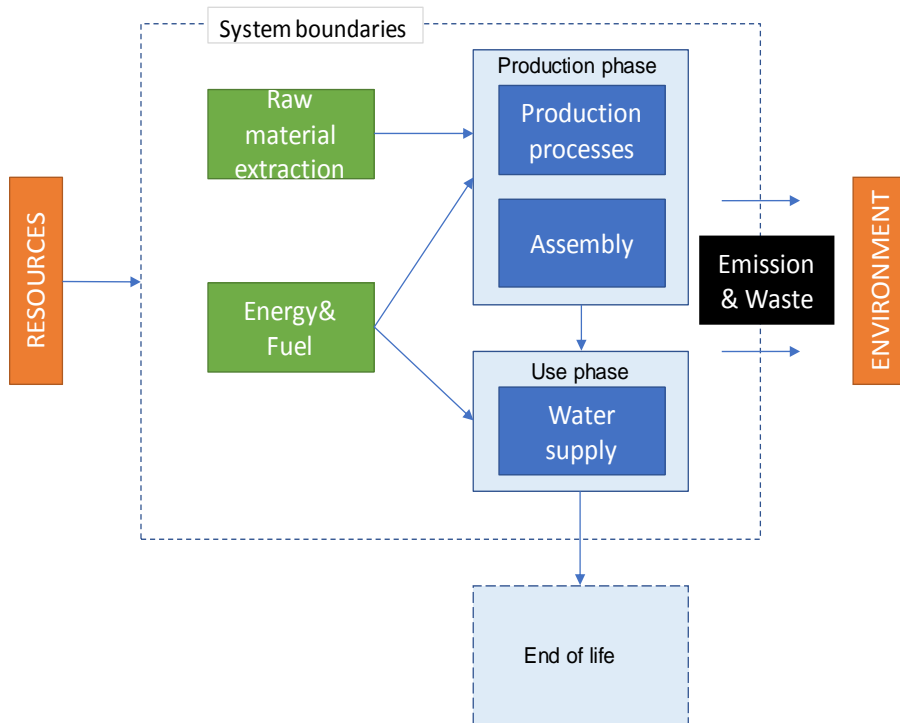 System boundaries
Production phase
Raw
material
extraction
Production
processes
RESOURCES
Assembly
Emission
& Waste
ENVIRONMENT
Energy&
Fuel
Use phase
Water
supply
End of life